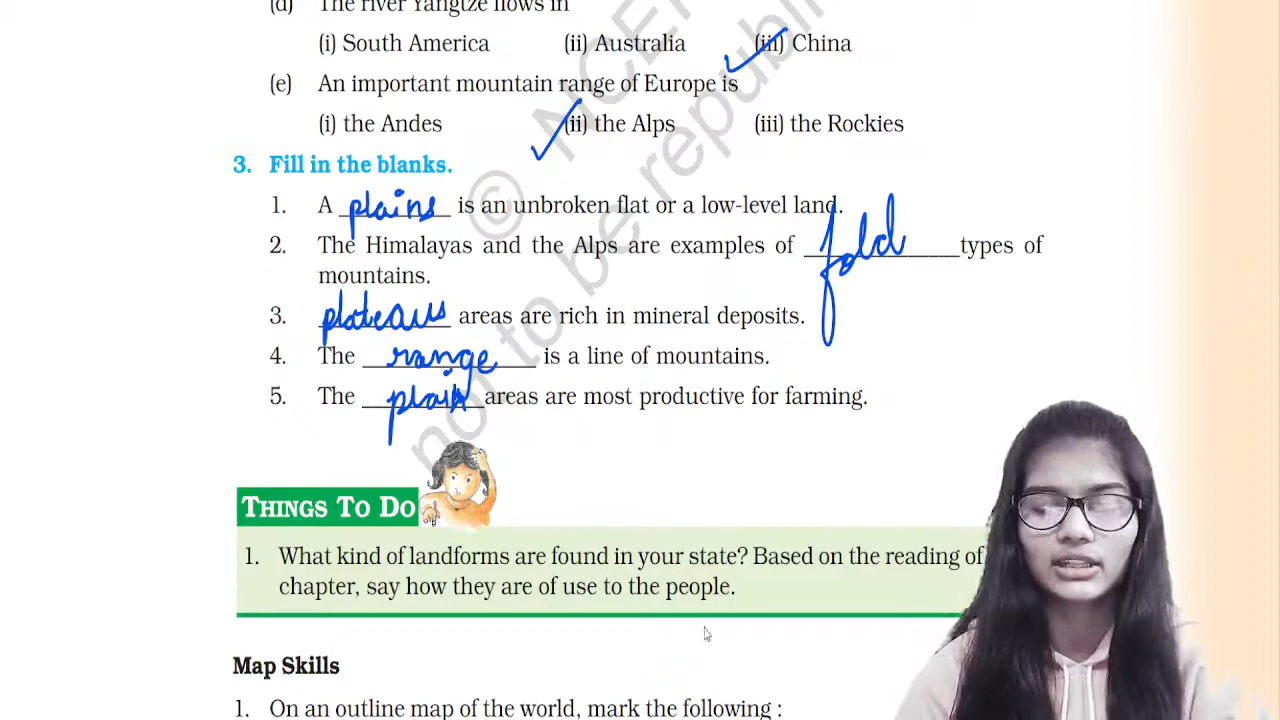 (d) The river Yangtze flows in
(i) South America (ii) Australia (iii) China
(e) An important mountain range of Europe is
(i) the Andes (ii) the Alps (iii) the Rockies
3. Fill in the blanks.
1. A plains is an unbroken flat or a low-level land.
2. The Himalayas and the Alps are examples of fold types of
mountains.
3. plateaus areas are rich in mineral deposits.
4. The range is a line of mountains.
5. The plain areas are most productive for farming.
© NCERT
not to be republi
THINGS TO DO
1. What kind of landforms are found in your state? Based on the reading of
chapter, say how they are of use to the people.
Map Skills
1. On an outline map of the world, mark the following :